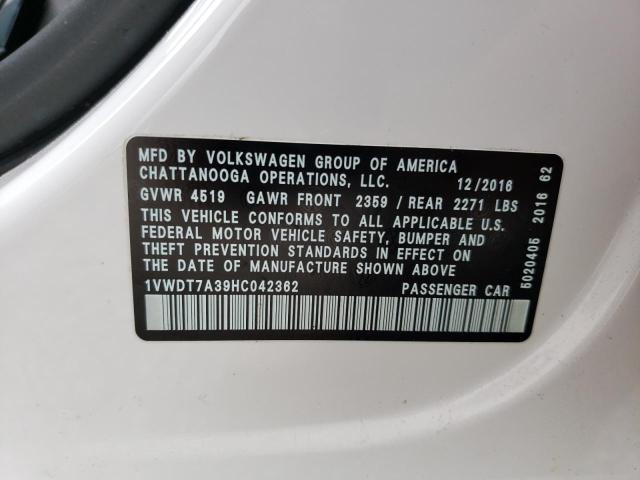 MFD BY VOLKSWAGEN GROUP OF AMERICA
CHATTANOOGA OPERATIONS, LLC. 12/2016
GVWR 4519 GAWR FRONT 2359 / REAR 2271 LBS
THIS VEHICLE CONFORMS TO ALL APPLICABLE U.S.
FEDERAL MOTOR VEHICLE SAFETY, BUMPER AND
THEFT PREVENTION STANDARDS IN EFFECT ON
THE DATE OF MANUFACTURE SHOWN ABOVE
1VWDT7A39HC042362 PASSENGER CAR
5020405 2016 62